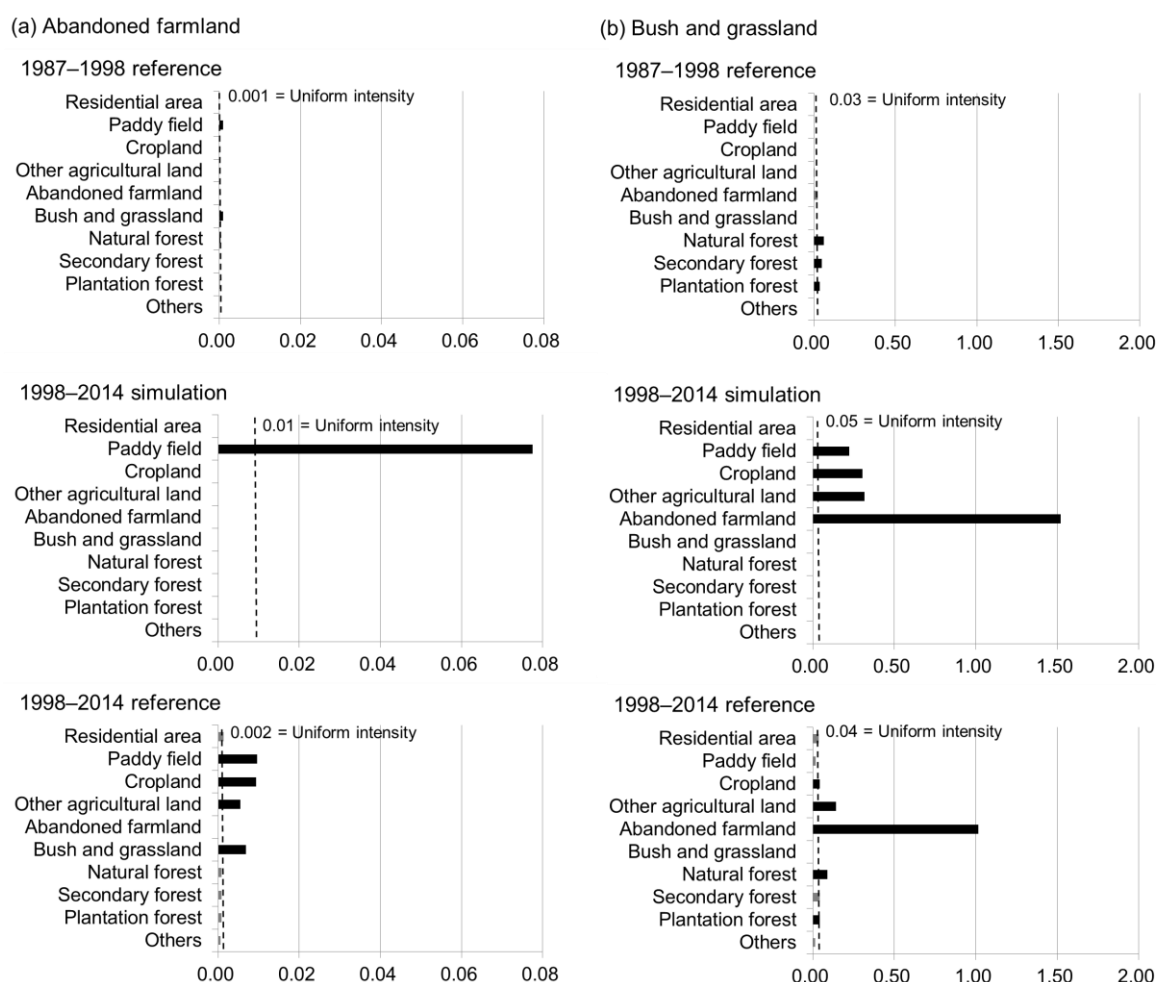 (a) Abandoned farmland
1987–1998 reference
0.001 = Uniform intensity
Residential area
Paddy field
Cropland
Other agricultural land
Abandoned farmland
Bush and grassland
Natural forest
Secondary forest
Plantation forest
Others
0.00 0.02 0.04 0.06 0.08
1998–2014 simulation
0.01 = Uniform intensity
Residential area
Paddy field
Cropland
Other agricultural land
Abandoned farmland
Bush and grassland
Natural forest
Secondary forest
Plantation forest
Others
0.00 0.02 0.04 0.06 0.08
1998–2014 reference
0.002 = Uniform intensity
Residential area
Paddy field
Cropland
Other agricultural land
Abandoned farmland
Bush and grassland
Natural forest
Secondary forest
Plantation forest
Others
0.00 0.02 0.04 0.06 0.08
(b) Bush and grassland
1987–1998 reference
0.03 = Uniform intensity
Residential area
Paddy field
Cropland
Other agricultural land
Abandoned farmland
Bush and grassland
Natural forest
Secondary forest
Plantation forest
Others
0.00 0.50 1.00 1.50 2.00
1998–2014 simulation
0.05 = Uniform intensity
Residential area
Paddy field
Cropland
Other agricultural land
Abandoned farmland
Bush and grassland
Natural forest
Secondary forest
Plantation forest
Others
0.00 0.50 1.00 1.50 2.00
1998–2014 reference
0.04 = Uniform intensity
Residential area
Paddy field
Cropland
Other agricultural land
Abandoned farmland
Bush and grassland
Natural forest
Secondary forest
Plantation forest
Others
0.00 0.50 1.00 1.50 2.00